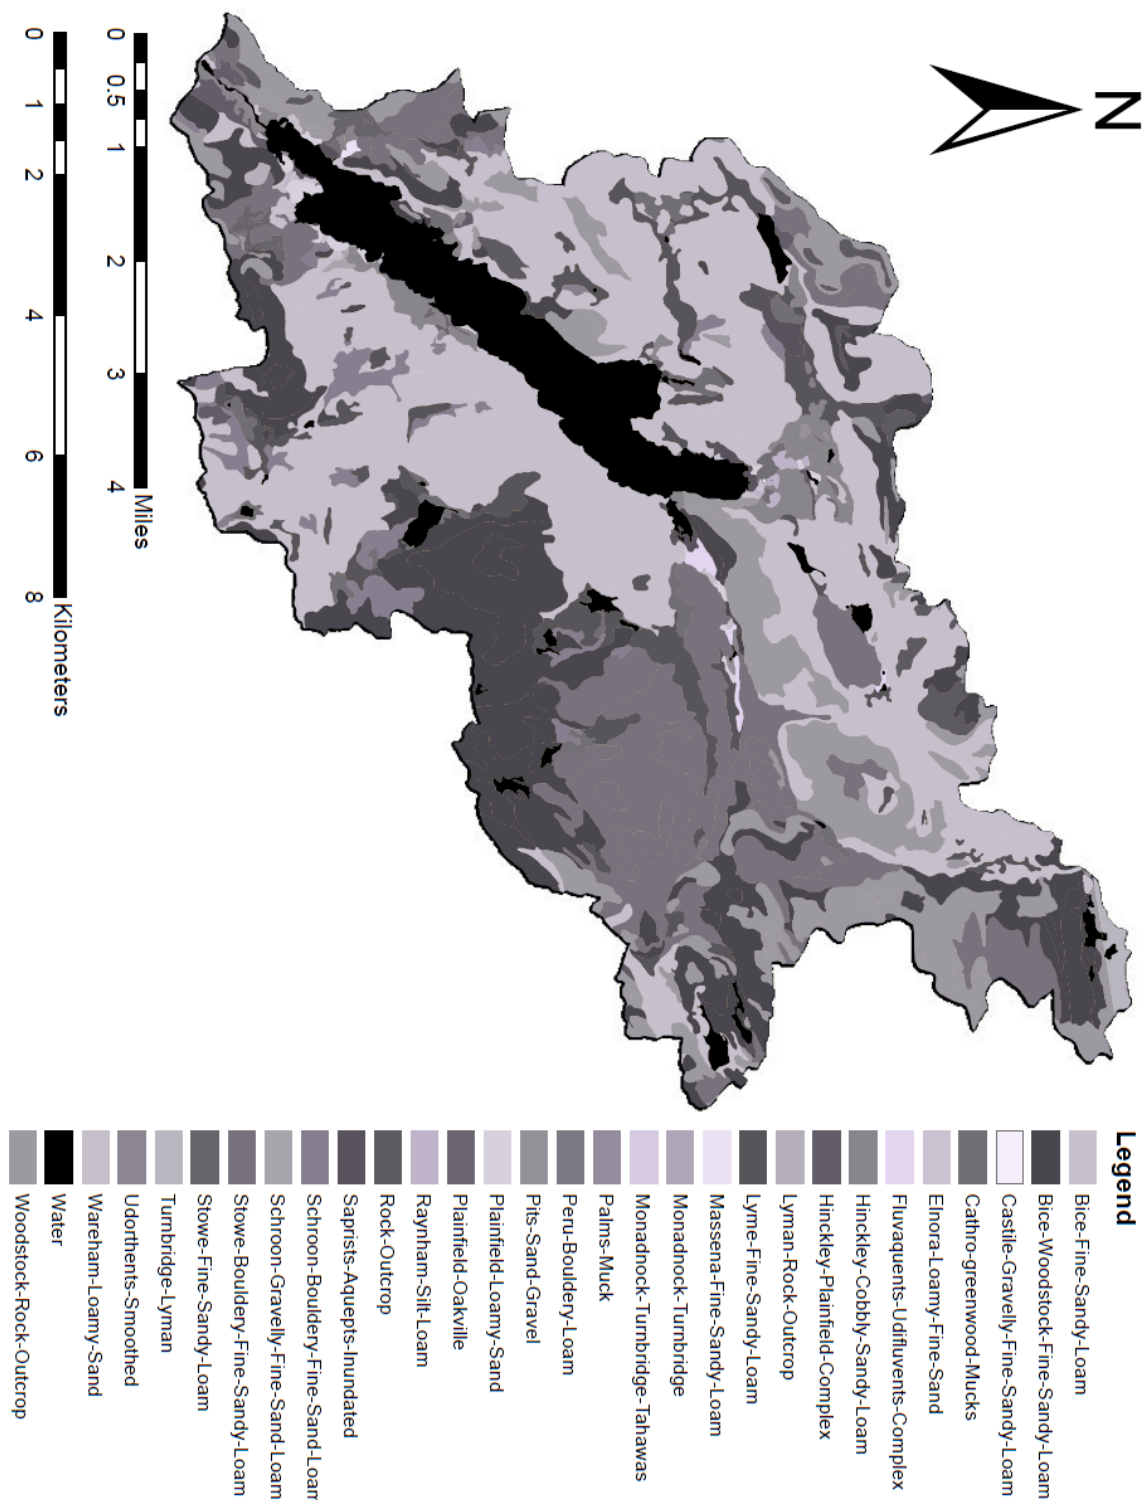 N
Legend
Bice-Fine-Sandy-Loam
Bice-Woodstock-Fine-Sandy-Loam
Castile-Gravelly-Fine-Sandy-Loam
Cathro-greenwood-Mucks
Elnora-Loamy-Fine-Sand
Fluvaquents-Udifluvents-Complex
Hinckley-Cobbly-Sandy-Loam
Hinckley-Plainfield-Complex
Lyman-Rock-Outcrop
Lyme-Fine-Sandy-Loam
Massena-Fine-Sandy-Loam
Monadnock-Tunbridge
Monadnock-Tunbridge-Tahawas
Palms-Muck
Peru-Bouldery-Loam
Pits-Sand-Gravel
Plainfield-Loamy-Sand
Plainfield-Oakville
Raynham-Silt-Loam
Rock-Outcrop
Saprists-Aquepts-Inundated
Schroon-Bouldery-Fine-Sand-Loam
Schroon-Gravelly-Fine-Sand-Loam
Stowe-Bouldery-Fine-Sandy-Loam
Stowe-Fine-Sandy-Loam
Tunbridge-Lyman
Udorthents-Smoothed
Wareham-Loamy-Sand
Water
Woodstock-Rock-Outcrop
0 0.5 1 2 3 4 Miles
0 1 2 4 6 8 Kilometers